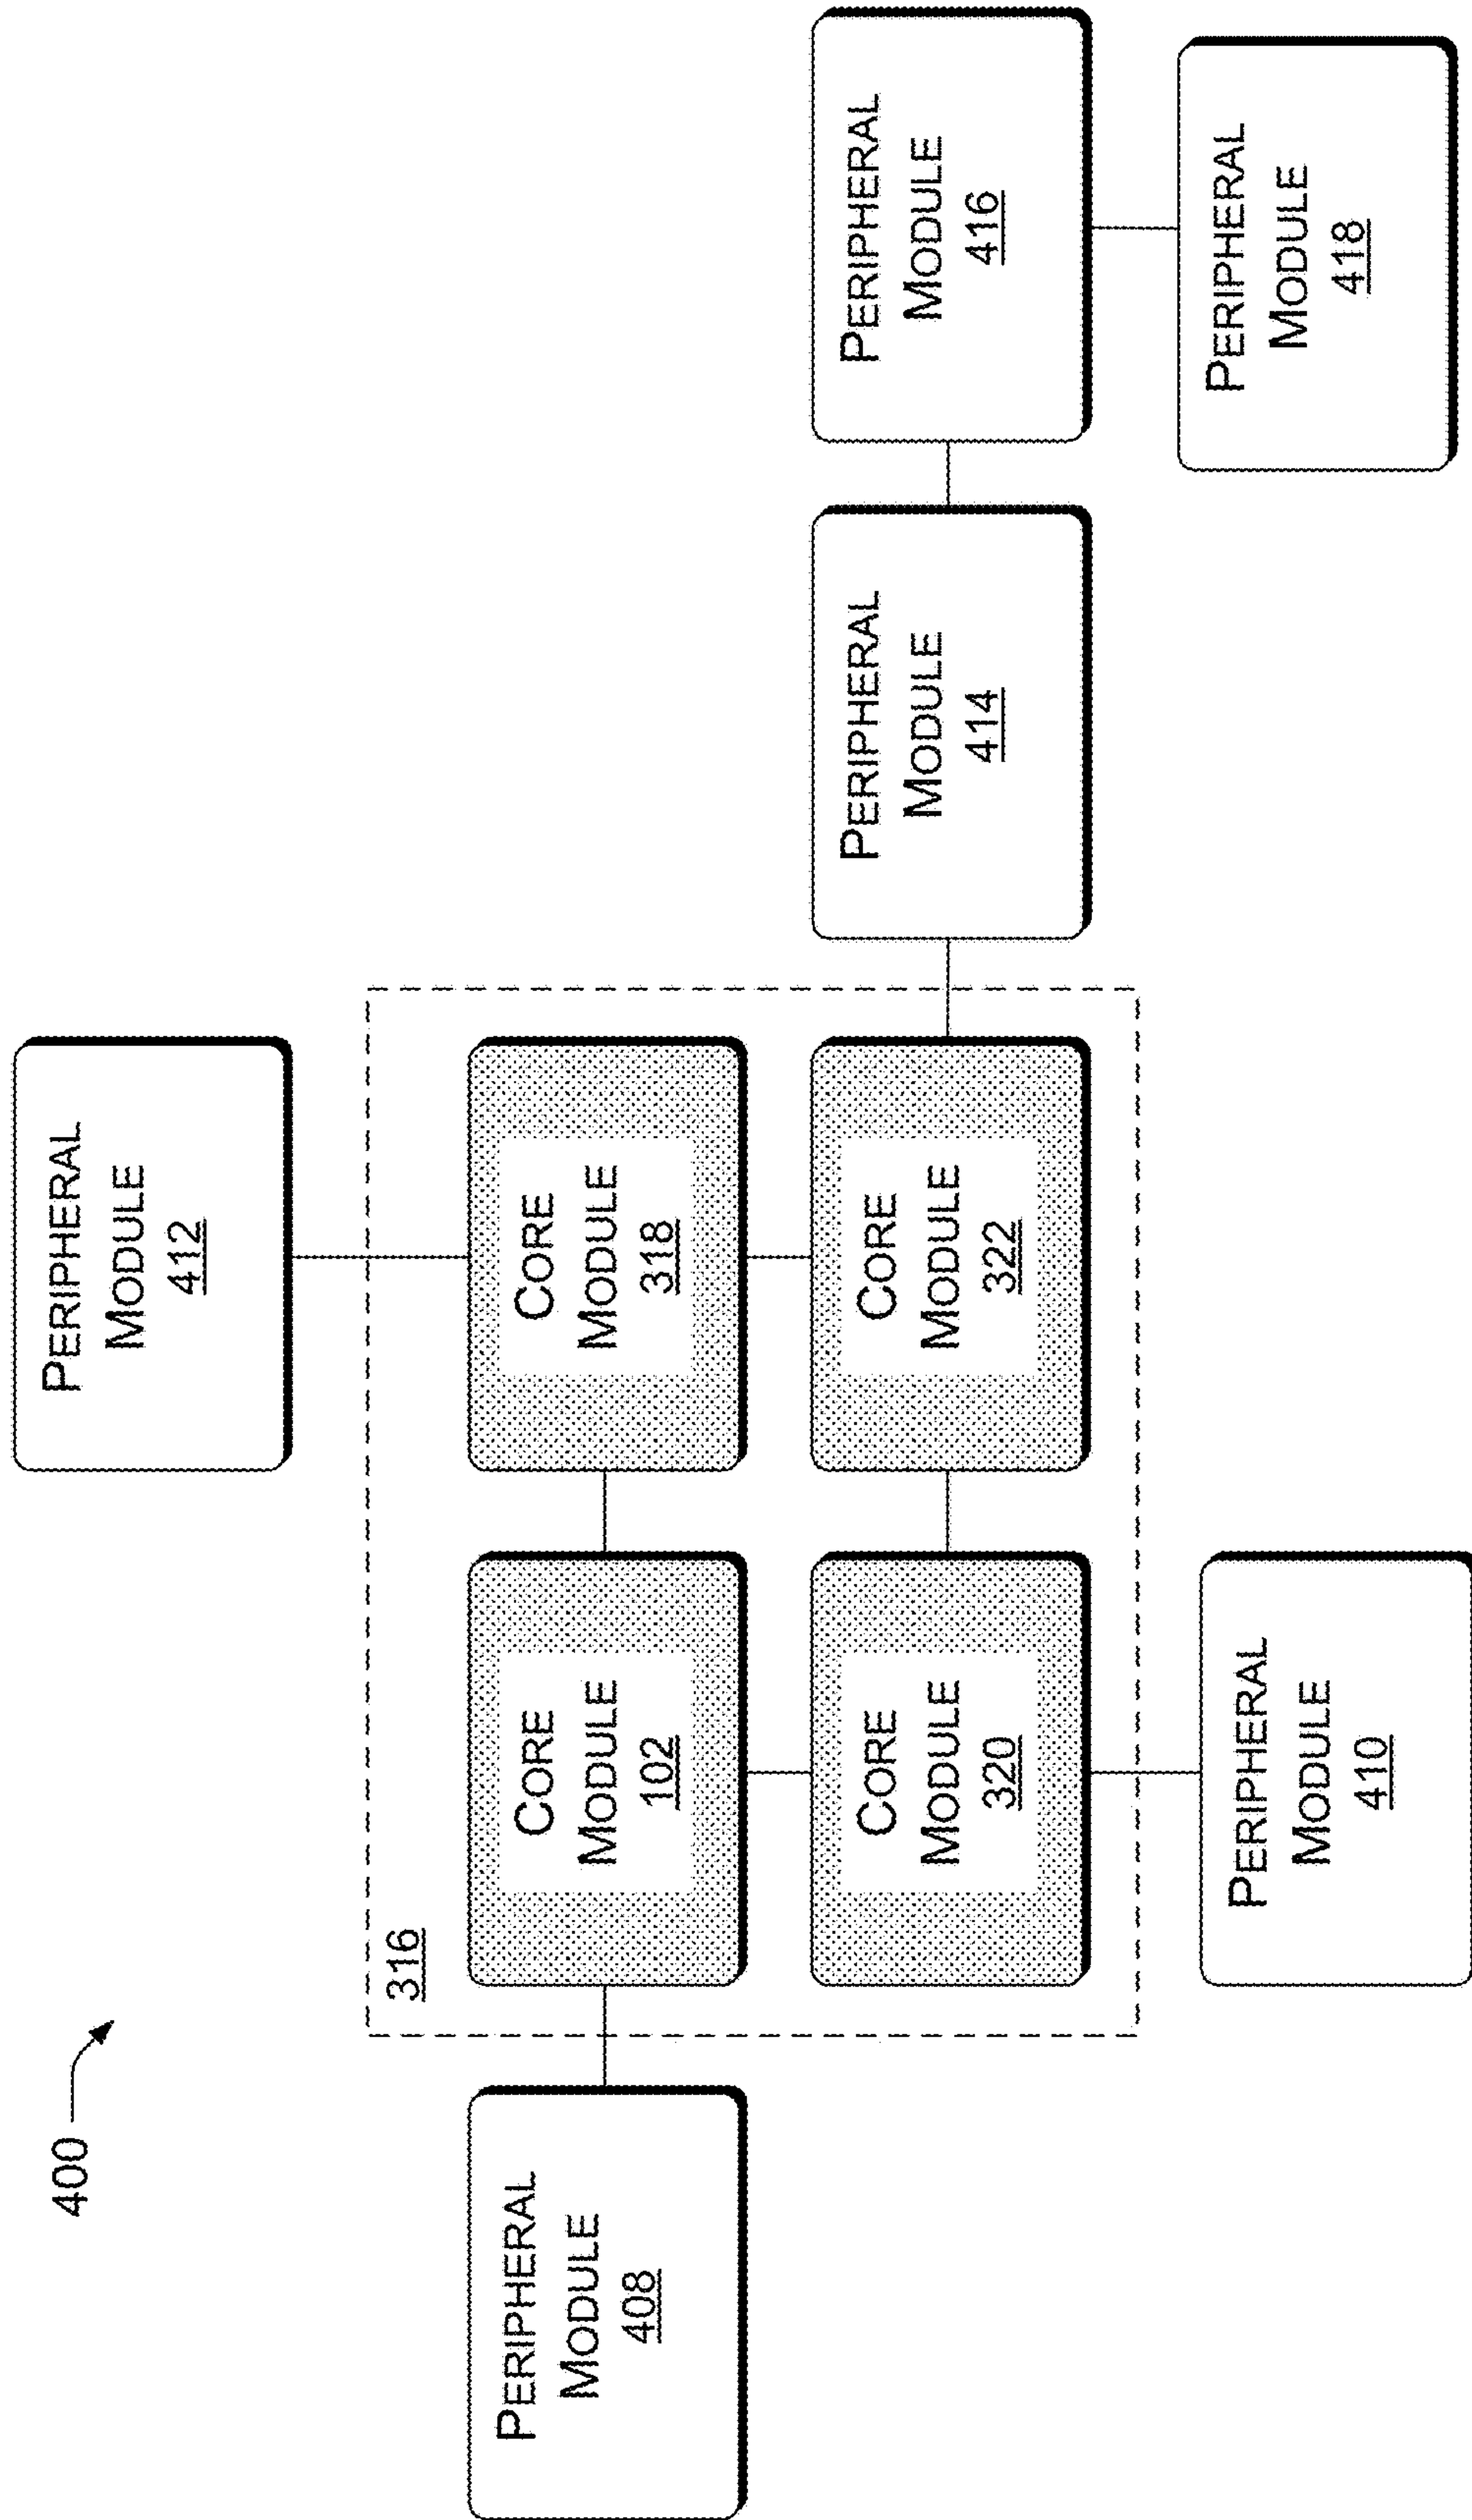 400
PERIPHERAL
MODULE
412
316
PERIPHERAL
MODULE
408
CORE
MODULE
102
CORE
MODULE
318
CORE
MODULE
320
CORE
MODULE
322
PERIPHERAL
MODULE
414
PERIPHERAL
MODULE
416
PERIPHERAL
MODULE
410
PERIPHERAL
MODULE
418